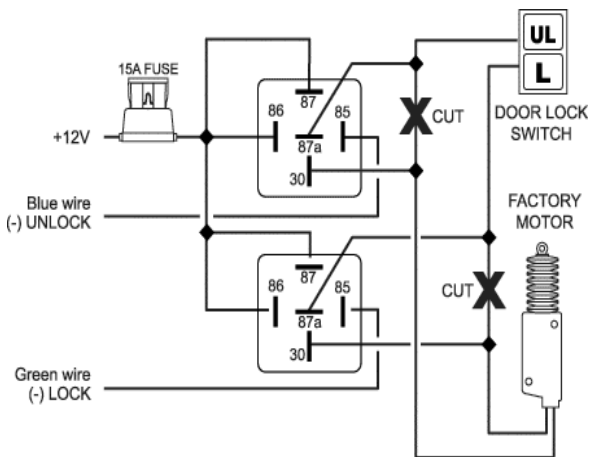 15A FUSE
+12V
86
87
85
87a
30
CUT
UL
L
DOOR LOCK
SWITCH
Blue wire
(-) UNLOCK
FACTORY
MOTOR
86
87
85
87a
30
CUT
Green wire
(-) LOCK